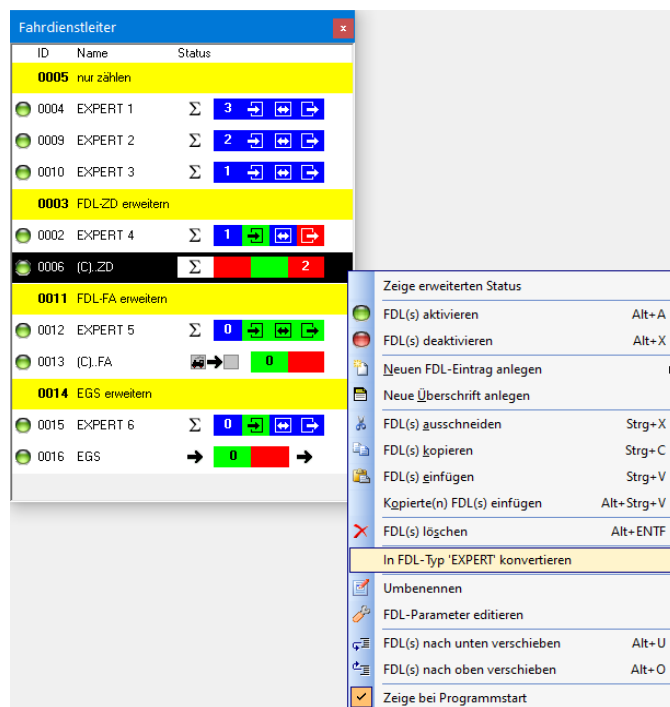 Fahrdienstleiter x
ID Name Status
0005 nur zählen
0004 EXPERT 1 Σ 3
0009 EXPERT 2 Σ 2
0010 EXPERT 3 Σ 1
0003 FDL-ZD erweitern
0002 EXPERT 4 Σ 1
0006 (C)..ZD Σ 2
0011 FDL-FA erweitern
0012 EXPERT 5 Σ 0
0013 (C)..FA 0
0014 EGS erweitern
0015 EXPERT 6 Σ 0
0016 EGS 0
Zeige erweiterten Status
FDL(s) aktivieren Alt+A
FDL(s) deaktivieren Alt+X
Neuen FDL-Eintrag anlegen
Neue Überschrift anlegen
FDL(s) ausschneiden Strg+X
FDL(s) kopieren Strg+C
FDL(s) einfügen Strg+V
Kopierte(n) FDL(s) einfügen Alt+Strg+V
FDL(s) löschen Alt+ENTF
In FDL-Typ 'EXPERT' konvertieren
Umbenennen
FDL-Parameter editieren
FDL(s) nach unten verschieben Alt+U
FDL(s) nach oben verschieben Alt+O
Zeige bei Programmstart